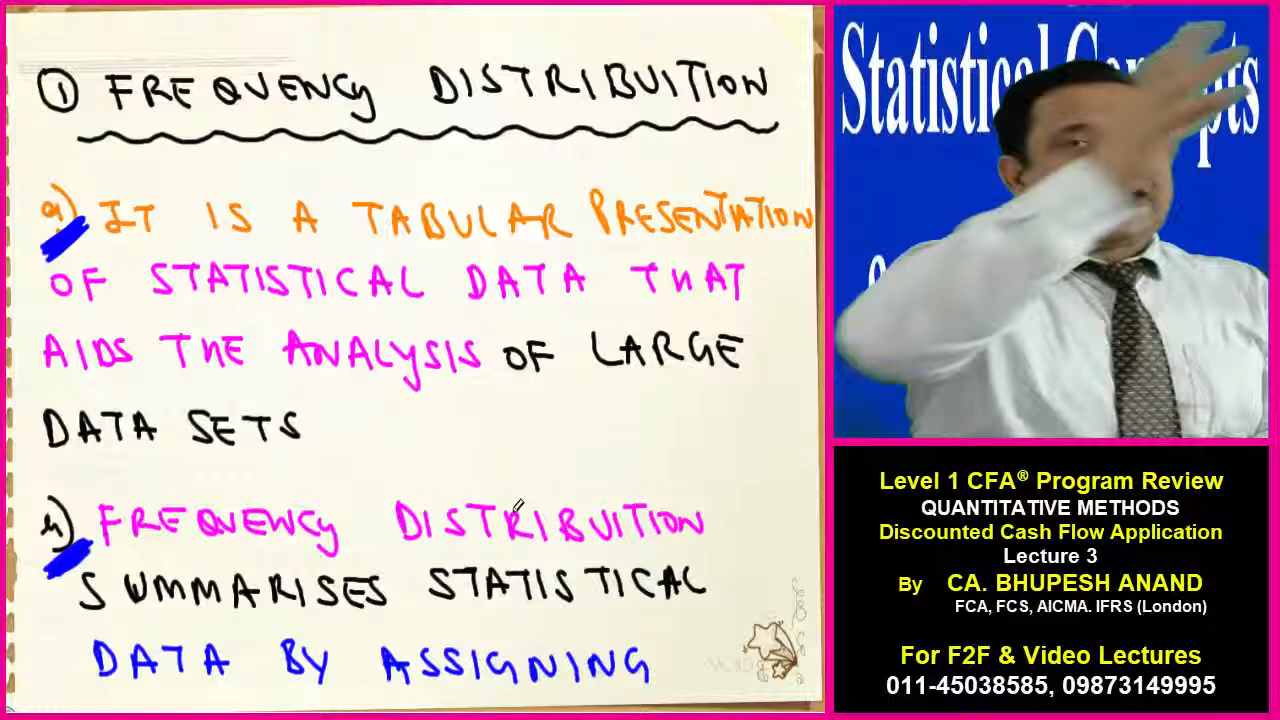 ① FREQUENCY DISTRIBUITION
a) IT IS A TABULAR PRESENTATION
OF STATISTICAL DATA THAT
AIDS THE ANALYSIS OF LARGE
DATA SETS
b) FREQUENCY DISTRIBUITION
SUMMARISES STATISTICAL
DATA BY ASSIGNING
Statistical
Level 1 CFA® Program Review
QUANTITATIVE METHODS
Discounted Cash Flow Application
Lecture 3
By CA. BHUPESH ANAND
FCA, FCS, AICMA. IFRS (London)
For F2F & Video Lectures
011-45038585, 09873149995